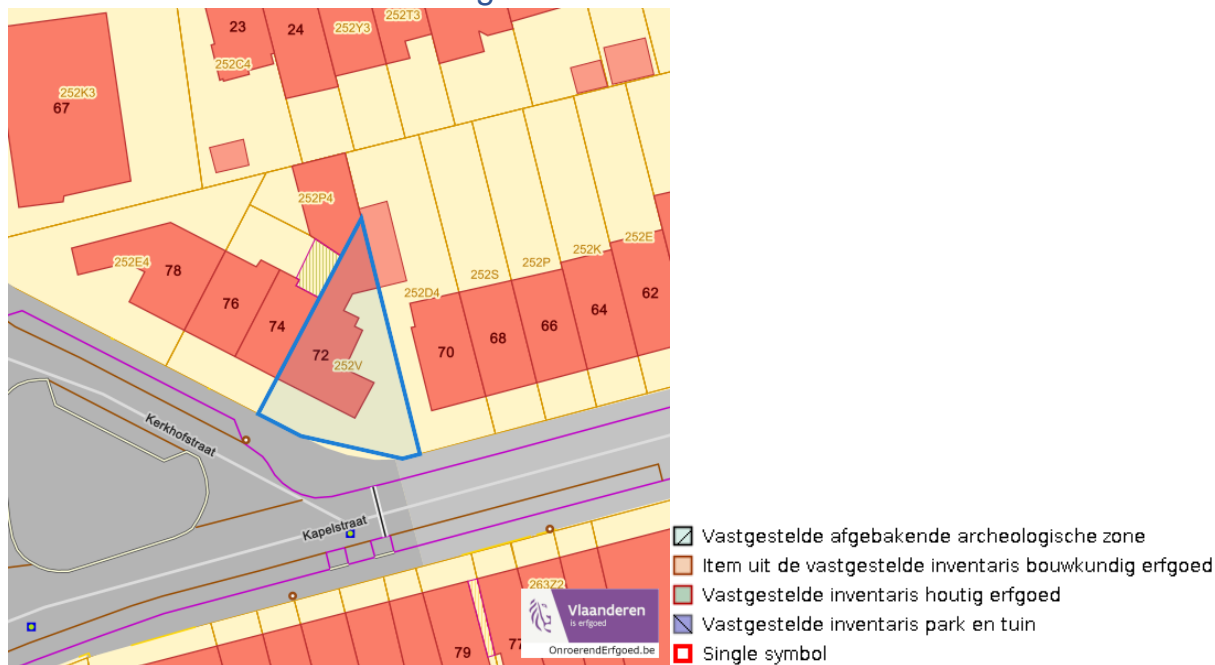 23
24
252Y3
252T3
252C4
252K3
67
252P4
252E4
78
76
74
72
252V
252D4
252S
252P
252K
252E
70
68
66
64
62
Kerkhofstraat
Kapelstraat
263Z2
79
77
Vlaanderen
is erfgoed
OnroerendErfgoed.be
Vastgestelde afgebakende archeologische zone
Item uit de vastgestelde inventaris bouwkundig erfgoed
Vastgestelde inventaris houtig erfgoed
Vastgestelde inventaris park en tuin
Single symbol